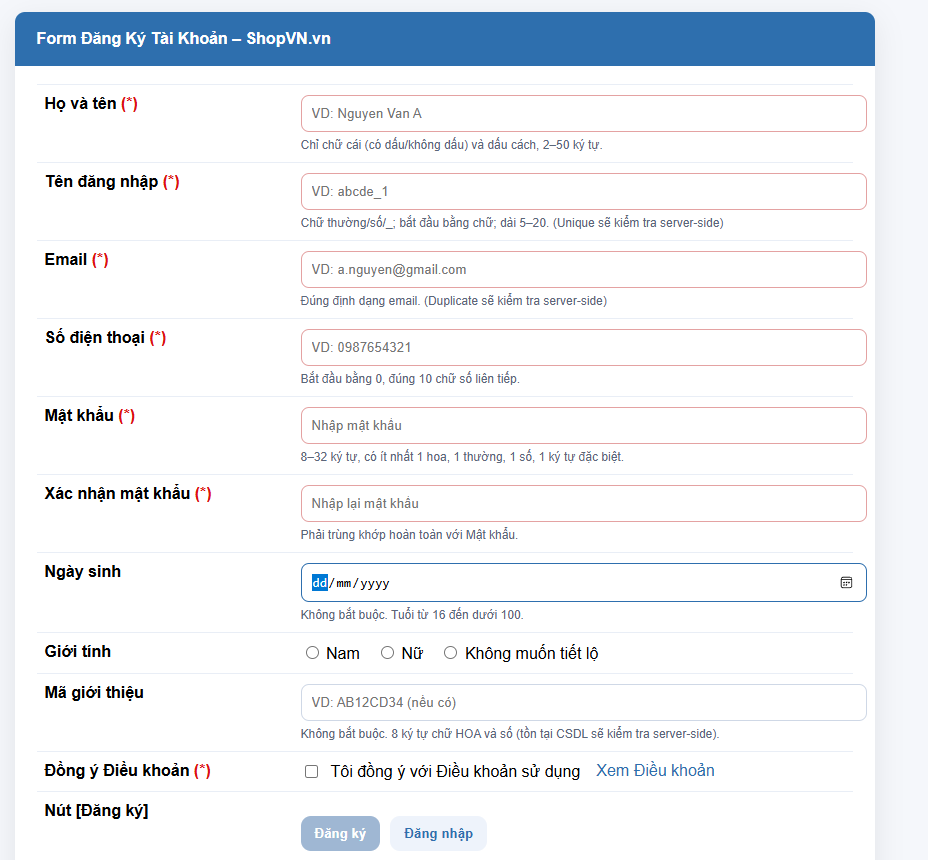 Form Đăng Ký Tài Khoản – ShopVN.vn
Họ và tên (*)
VD: Nguyen Van A
Chỉ chữ cái (có dấu/không dấu) và dấu cách, 2–50 ký tự.
Tên đăng nhập (*)
VD: abcde_1
Chữ thường/số/_; bắt đầu bằng chữ; dài 5–20. (Unique sẽ kiểm tra server-side)
Email (*)
VD: a.nguyen@gmail.com
Đúng định dạng email. (Duplicate sẽ kiểm tra server-side)
Số điện thoại (*)
VD: 0987654321
Bắt đầu bằng 0, đúng 10 chữ số liên tiếp.
Mật khẩu (*)
Nhập mật khẩu
8–32 ký tự, có ít nhất 1 hoa, 1 thường, 1 số, 1 ký tự đặc biệt.
Xác nhận mật khẩu (*)
Nhập lại mật khẩu
Phải trùng khớp hoàn toàn với Mật khẩu.
Ngày sinh
dd/mm/yyyy
Không bắt buộc. Tuổi từ 16 đến dưới 100.
Giới tính
Nam Nữ Không muốn tiết lộ
Mã giới thiệu
VD: AB12CD34 (nếu có)
Không bắt buộc. 8 ký tự chữ HOA và số (tồn tại CSDL sẽ kiểm tra server-side).
Đồng ý Điều khoản (*)
Tôi đồng ý với Điều khoản sử dụng Xem Điều khoản
Nút [Đăng ký]
Đăng ký Đăng nhập